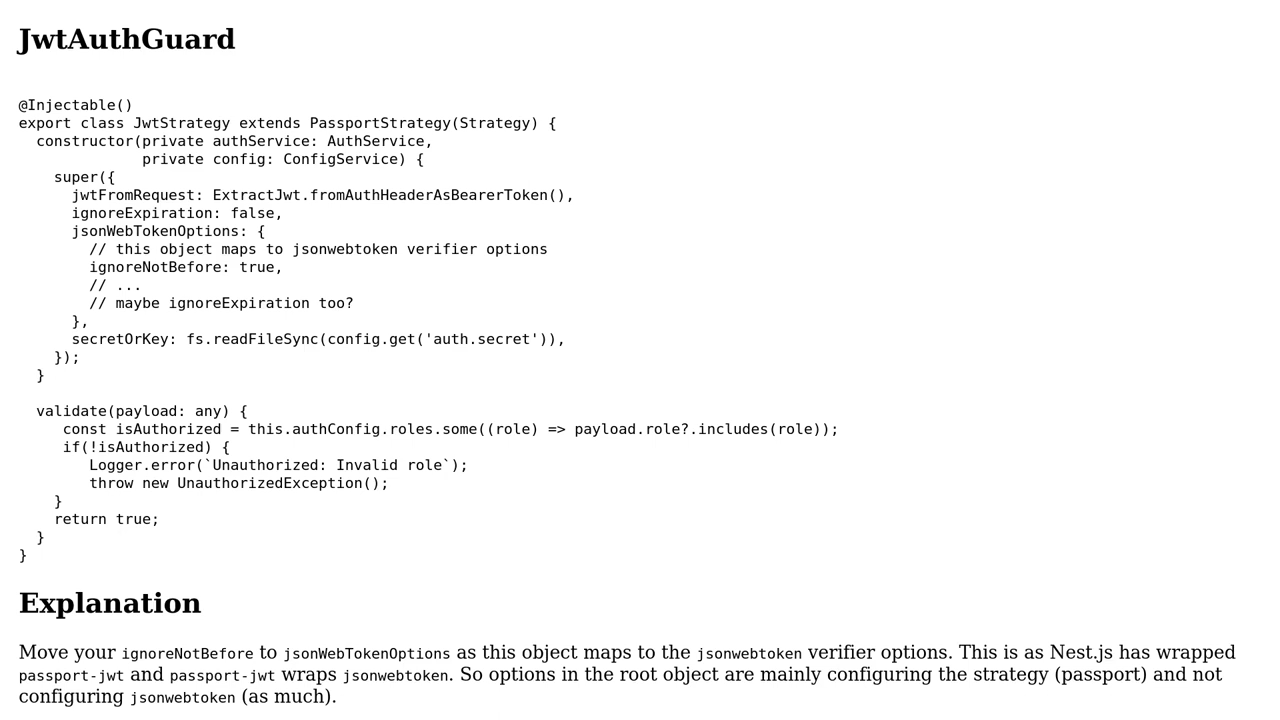 JwtAuthGuard
@Injectable()
export class JwtStrategy extends PassportStrategy(Strategy) {
  constructor(private authService: AuthService,
              private config: ConfigService) {
    super({
      jwtFromRequest: ExtractJwt.fromAuthHeaderAsBearerToken(),
      ignoreExpiration: false,
      jsonWebTokenOptions: {
        // this object maps to jsonwebtoken verifier options
        ignoreNotBefore: true,
        // ...
        // maybe ignoreExpiration too?
      },
      secretOrKey: fs.readFileSync(config.get('auth.secret')),
    });
  }
  validate(payload: any) {
     const isAuthorized = this.authConfig.roles.some((role) => payload.role?.includes(role));
     if(!isAuthorized) {
        Logger.error(`Unauthorized: Invalid role`);
        throw new UnauthorizedException();
    }
    return true;
  }
}
Explanation
Move your ignoreNotBefore to jsonWebTokenOptions as this object maps to the jsonwebtoken verifier options. This is as Nest.js has wrapped
passport-jwt and passport-jwt wraps jsonwebtoken. So options in the root object are mainly configuring the strategy (passport) and not
configuring jsonwebtoken (as much).